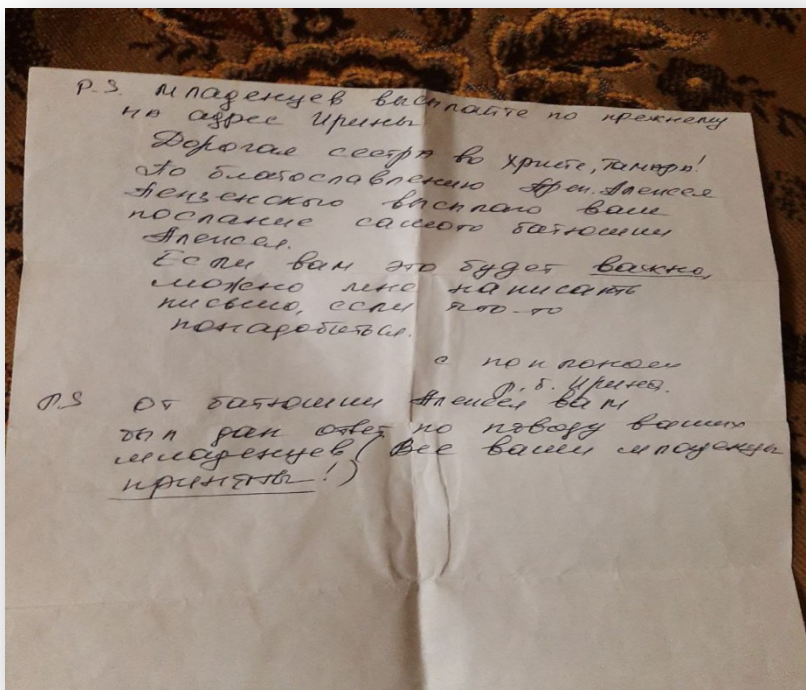 P.S. Младенцев высылайте по прежнему
на адрес Ирины
Дорогая сестра во Христе, Тамара!
По благославлению Арх. Алексея
Пензенского высылаю вам
послание самого батюшки
Алексея.
Если вам это будет важно,
можно мне написать
письмо, если что-то
понадобиться.
с поклоном
р.б. Ирина.
P.S от батюшки Алексея вам
был дан ответ по поводу ваших
младенцев (Все ваши младенцы
приняты!)